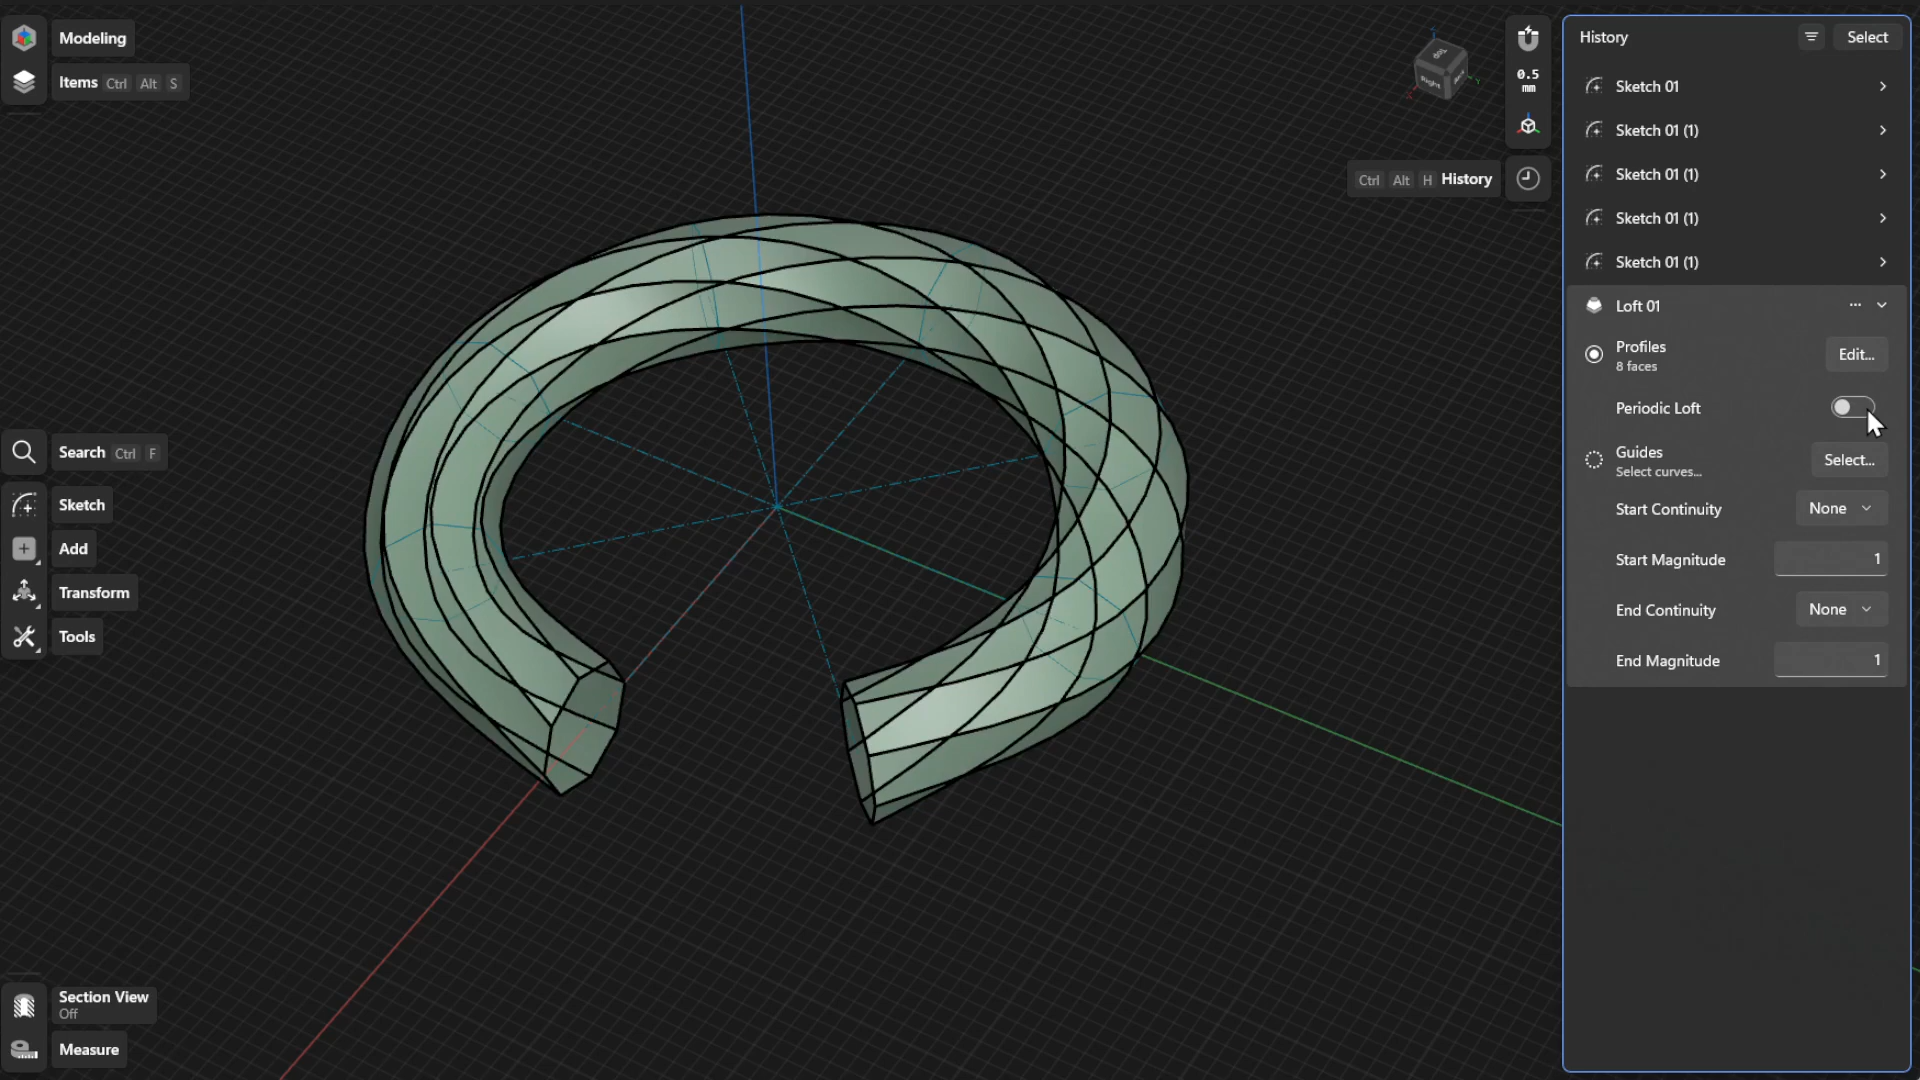 Modeling
Items Ctrl Alt S
Search Ctrl F
Sketch
Add
Transform
Tools
Section View
Off
Measure
Top
Right
0.5
mm
Ctrl Alt H History
History
Select
Sketch 01
Sketch 01 (1)
Sketch 01 (1)
Sketch 01 (1)
Sketch 01 (1)
Loft 01
Profiles
8 faces
Edit...
Periodic Loft
Guides
Select curves...
Select...
Start Continuity None
Start Magnitude 1
End Continuity None
End Magnitude 1